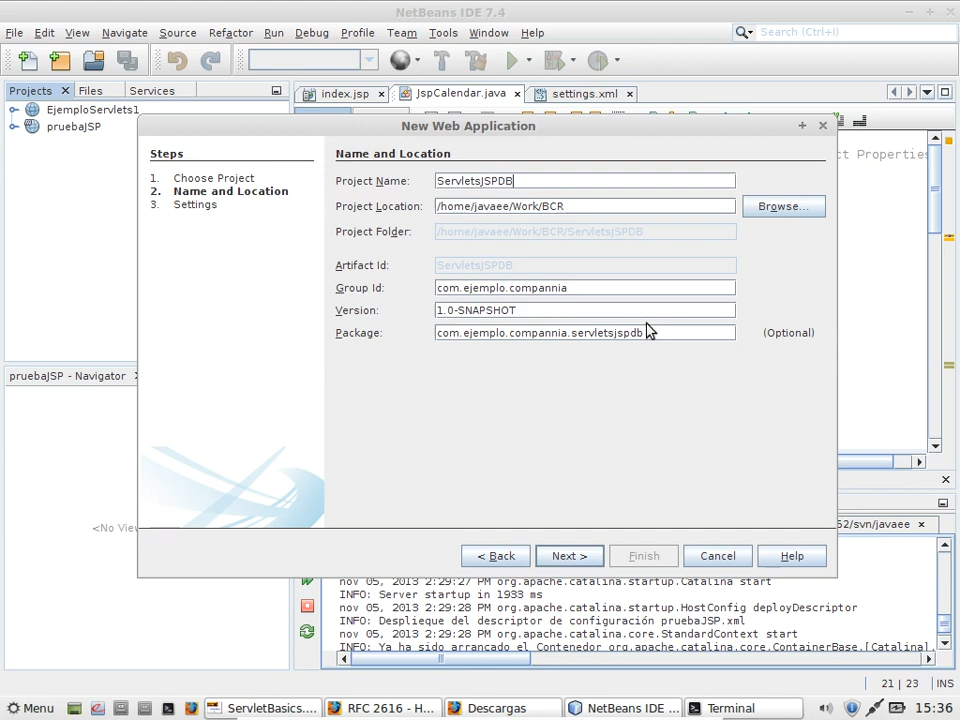 NetBeans IDE 7.4
File Edit View Navigate Source Refactor Run Debug Profile Team Tools Window Help
Search (Ctrl+I)
Projects Files Services
index.jsp JspCalendar.java settings.xml
EjemploServlets1
pruebaJSP
ct Properties
New Web Application
Steps
1. Choose Project
2. Name and Location
3. Settings
Name and Location
Project Name: ServletsJSPDB
Project Location: /home/javaee/Work/BCR Browse...
Project Folder: /home/javaee/Work/BCR/ServletsJSPDB
Artifact Id: ServletsJSPDB
Group Id: com.ejemplo.compannia
Version: 1.0-SNAPSHOT
Package: com.ejemplo.compannia.servletsjspdb (Optional)
pruebaJSP - Navigator
<No Vie
62/svn/javaee
< Back Next > Finish Cancel Help
nov 05, 2013 2:29:27 PM org.apache.catalina.startup.Catalina start
INFO: Server startup in 1933 ms
nov 05, 2013 2:29:28 PM org.apache.catalina.startup.HostConfig deployDescriptor
INFO: Desplieque del descriptor de configuración pruebaJSP.xml
nov 05, 2013 2:29:28 PM org.apache.catalina.core.StandardContext start
INFO: Ya ha sido arrancado el Contenedor org.apache.catalina.core.ContainerBase.[Catalina].
21 | 23 INS
Menu ServletBasics.... RFC 2616 - H... Descargas NetBeans IDE ... Terminal 15:36